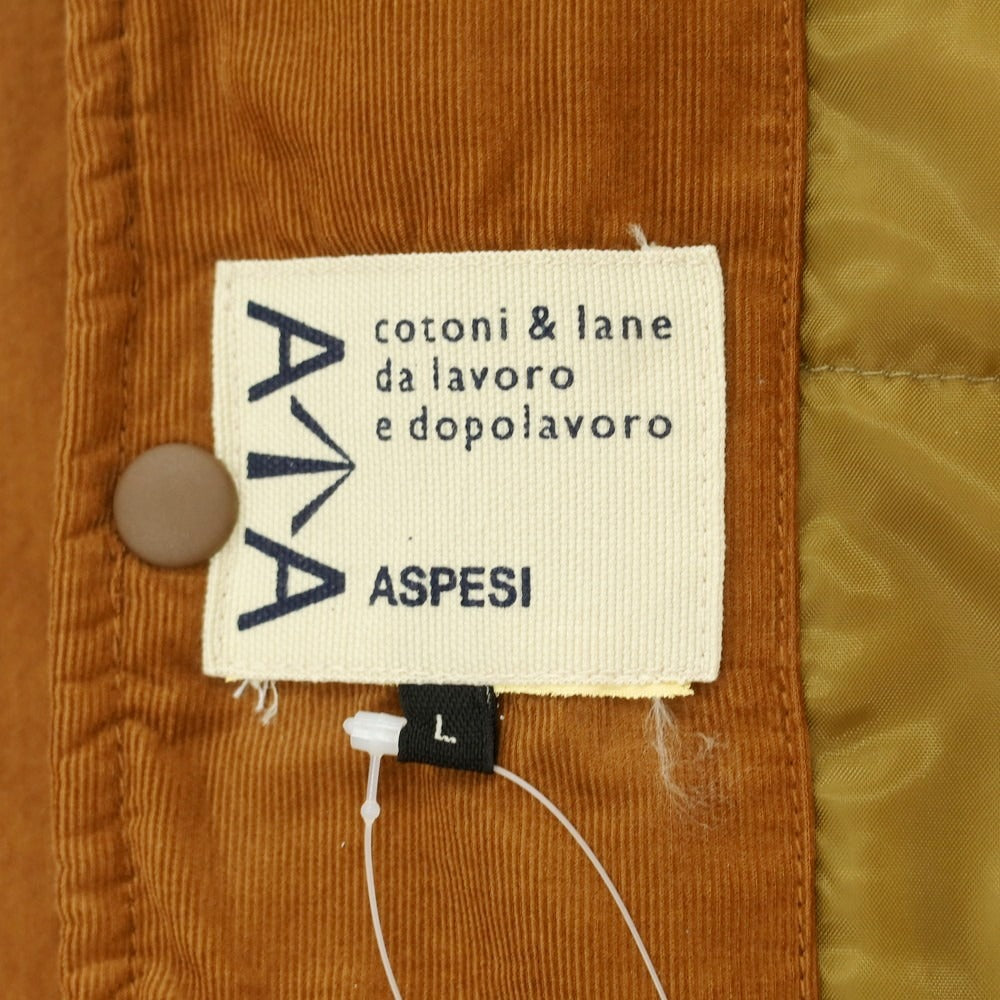 A A
cotoni & lane
da lavoro
e dopolavoro
ASPESI
L